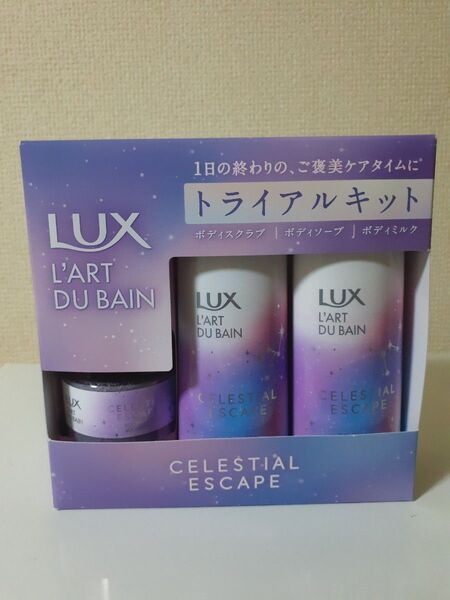 1日の終わりの、ご褒美ケアタイムに
トライアルキット
ボディスクラブ | ボディソープ | ボディミルク
LUX
L'ART
DU BAIN
LUX
L'ART
DU BAIN
CELESTIAL
ESCAPE
LUX
L'ART
DU BAIN
CELESTIAL
ESCAPE
LUX
ART
BAIN
CELESTIAL
ESCAPE
CELESTIAL
ESCAPE